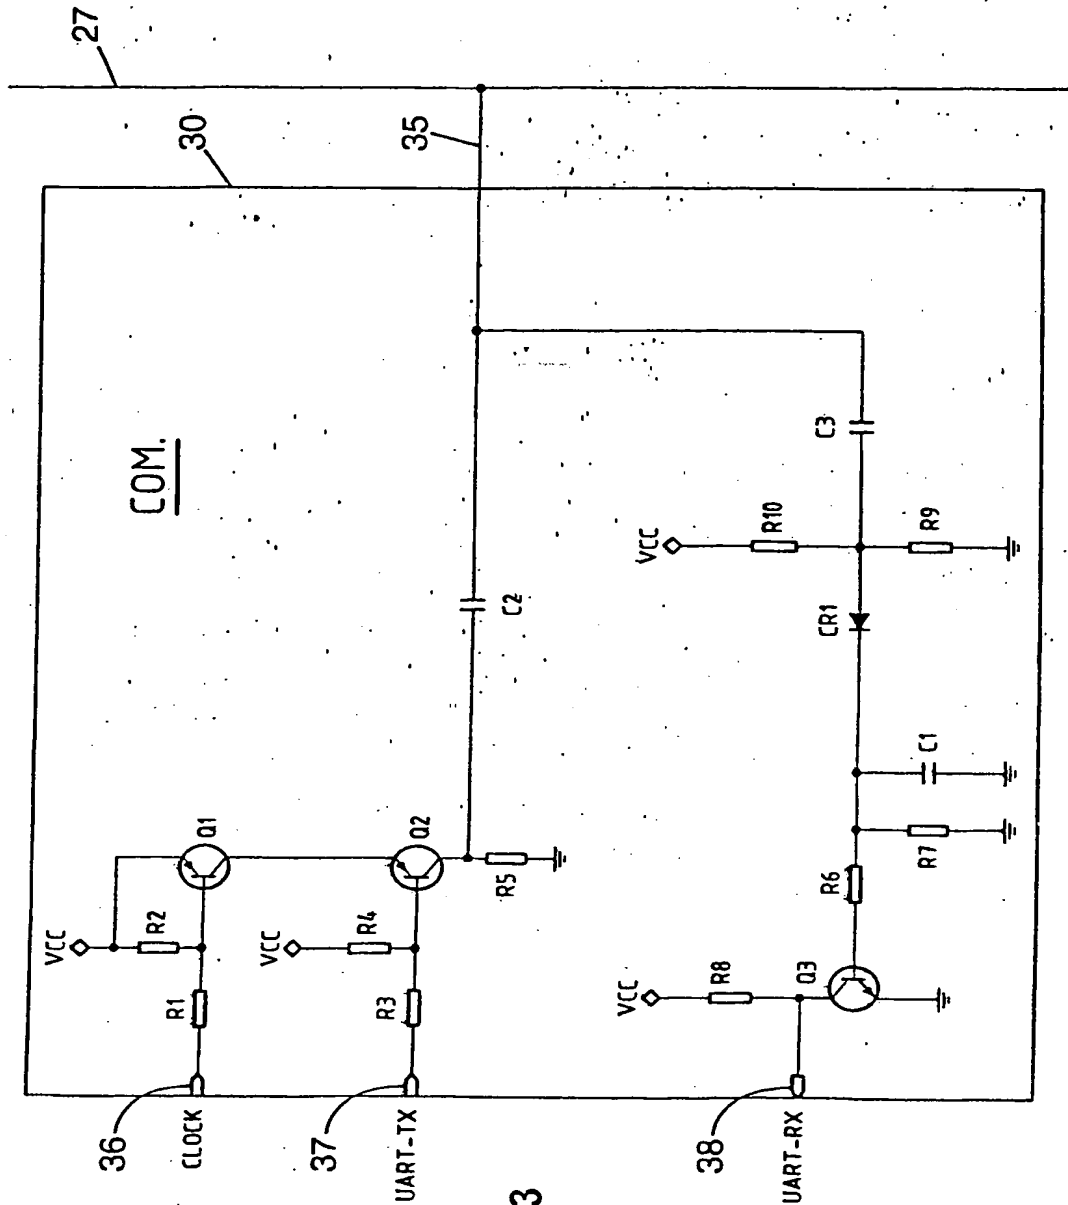 27
30
35
COM.
VCC
R2
R1
Q1
36
CLOCK
VCC
R4
R3
Q2
R5
37
UART-TX
C2
C3
VCC
R10
R9
CR1
C1
R7
R6
VCC
R8
Q3
38
UART-RX
3